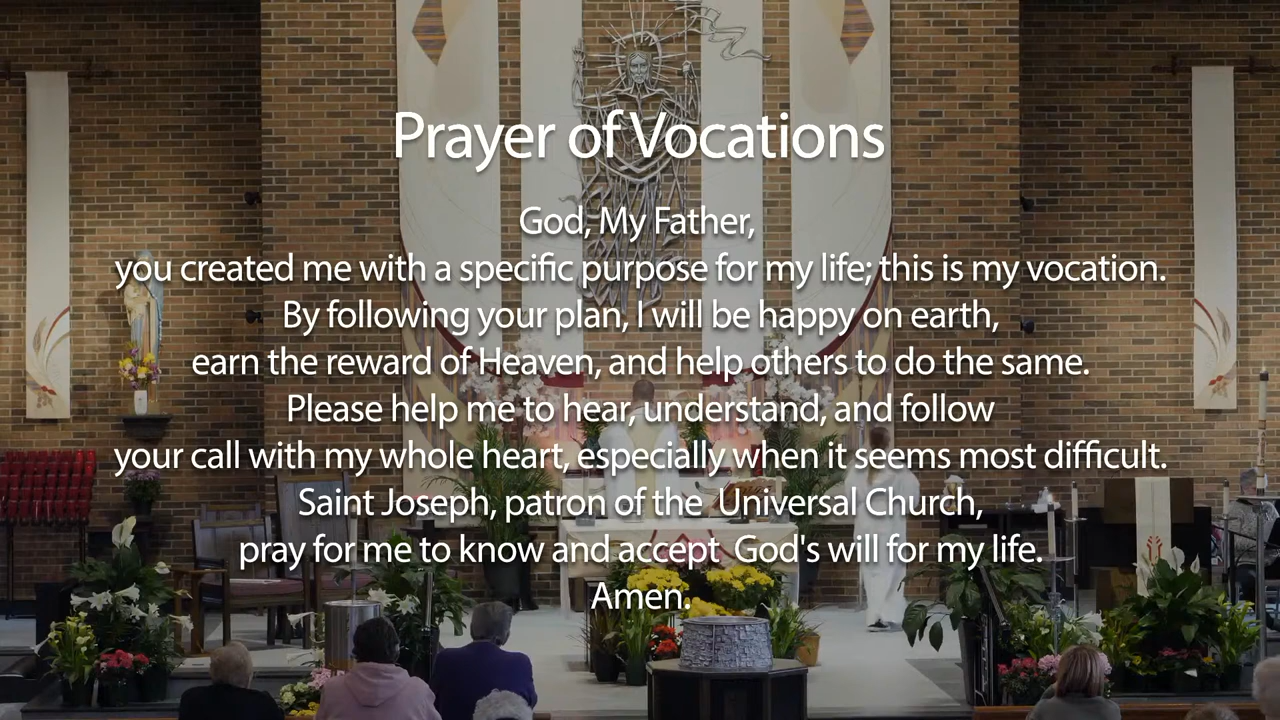 Prayer of Vocations
God, My Father,
you created me with a specific purpose for my life; this is my vocation.
By following your plan, I will be happy on earth,
earn the reward of Heaven, and help others to do the same.
Please help me to hear, understand, and follow
your call with my whole heart, especially when it seems most difficult.
Saint Joseph, patron of the  Universal Church,
pray for me to know and accept  God's will for my life.
Amen.